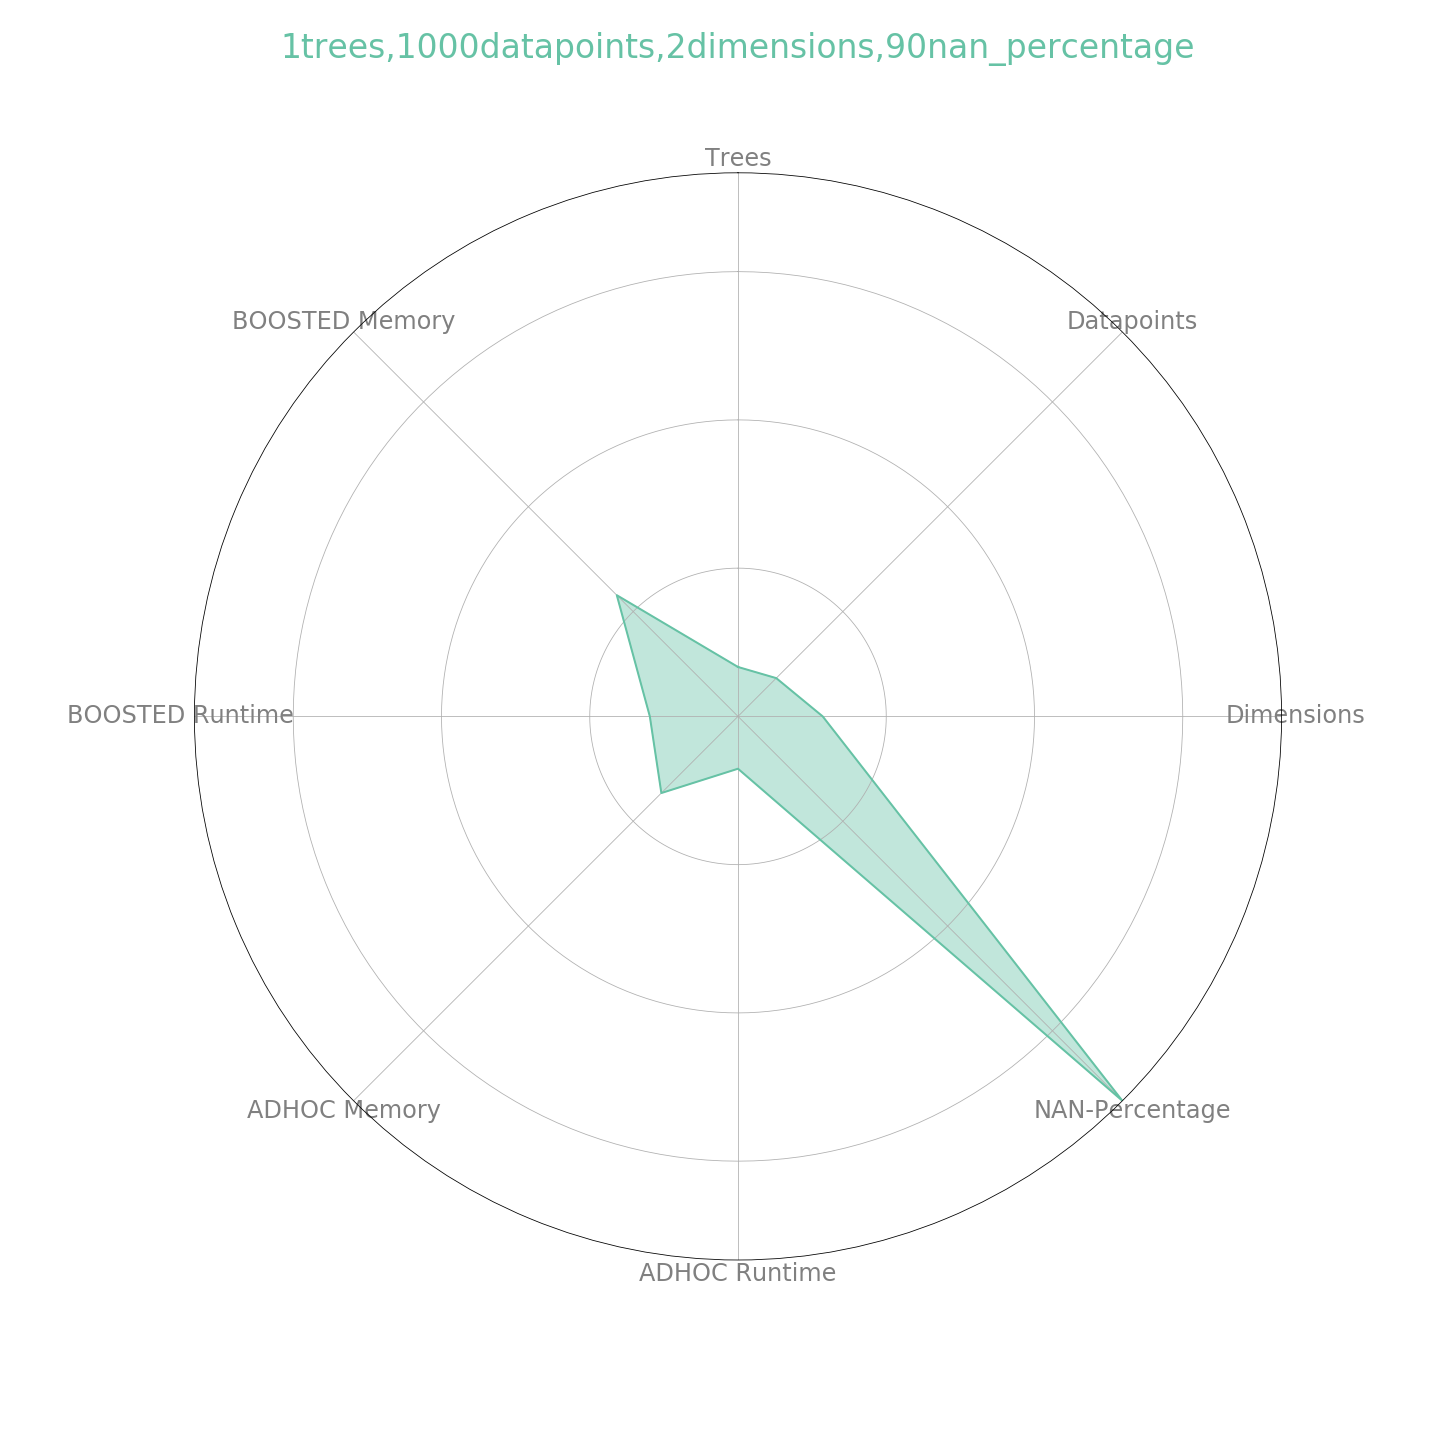 1trees,1000datapoints,2dimensions,90nan_percentage
Trees
BOOSTED Memory
Datapoints
BOOSTED Runtime
Dimensions
ADHOC Memory
NAN-Percentage
ADHOC Runtime